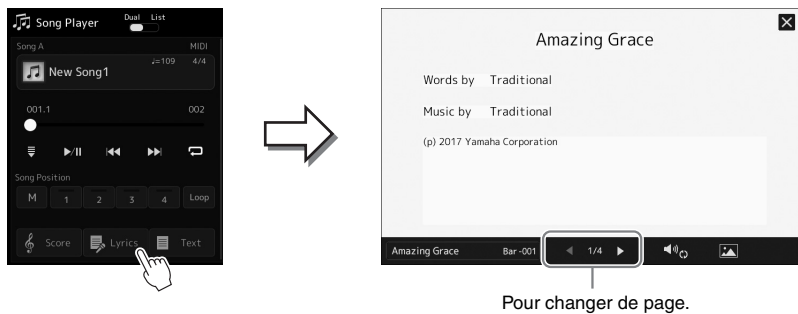 Song Player Dual List
Song A MIDI
New Song1 ♩=109 4/4
001.1 002
Song Position
M 1 2 3 4 Loop
Score Lyrics Text
Amazing Grace
Words by Traditional
Music by Traditional
(p) 2017 Yamaha Corporation
Amazing Grace Bar-001 1/4
Pour changer de page.